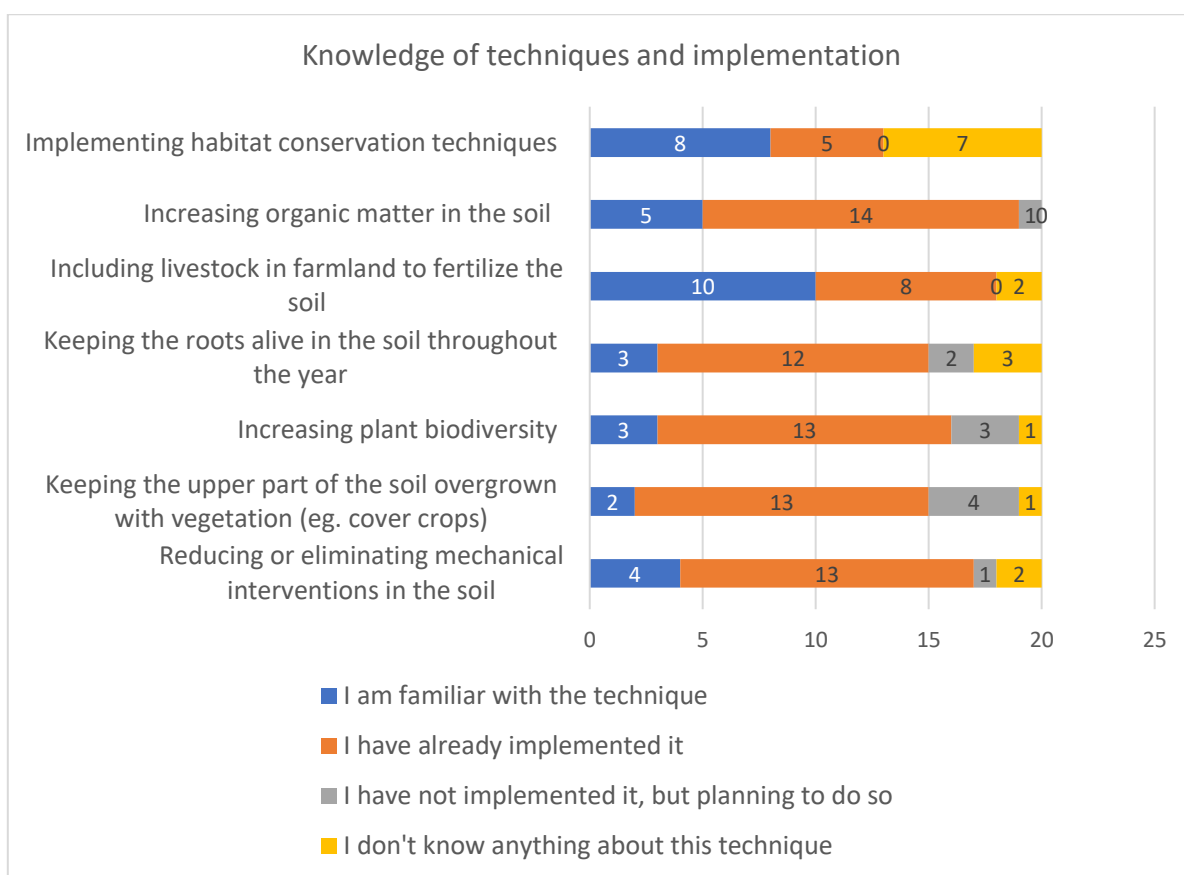 Knowledge of techniques and implementation
Implementing habitat conservation techniques
8 5 0 7
Increasing organic matter in the soil
5 14 1 0
Including livestock in farmland to fertilize the
soil
10 8 0 2
Keeping the roots alive in the soil throughout
the year
3 12 2 3
Increasing plant biodiversity
3 13 3 1
Keeping the upper part of the soil overgrown
with vegetation (eg. cover crops)
2 13 4 1
Reducing or eliminating mechanical
interventions in the soil
4 13 1 2
0 5 10 15 20 25
I am familiar with the technique
I have already implemented it
I have not implemented it, but planning to do so
I don't know anything about this technique